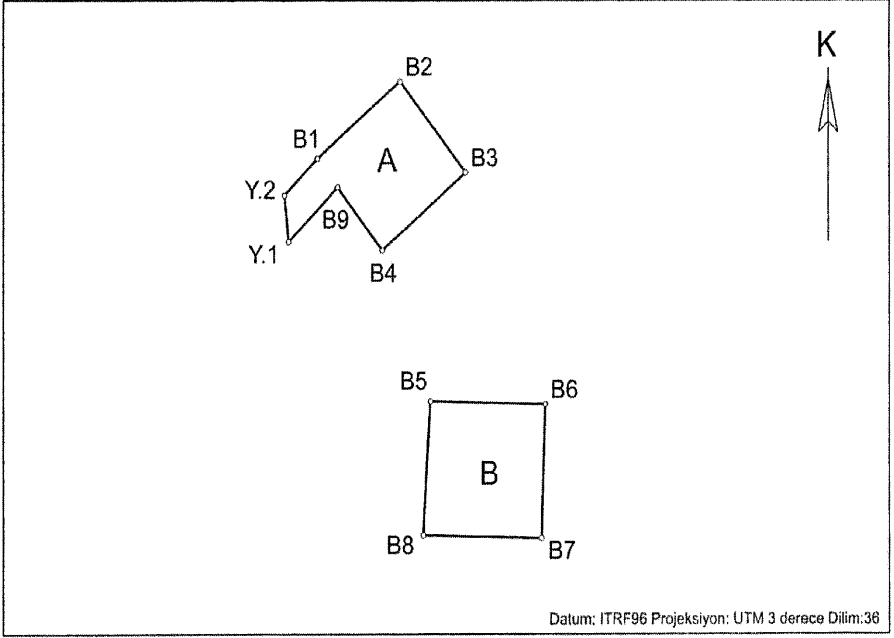 K
B2
B1
B3
A
Y.2
B9
Y.1
B4
B5
B6
B
B8
B7
Datum: ITRF96 Projeksiyon: UTM 3 derece Dilim:36